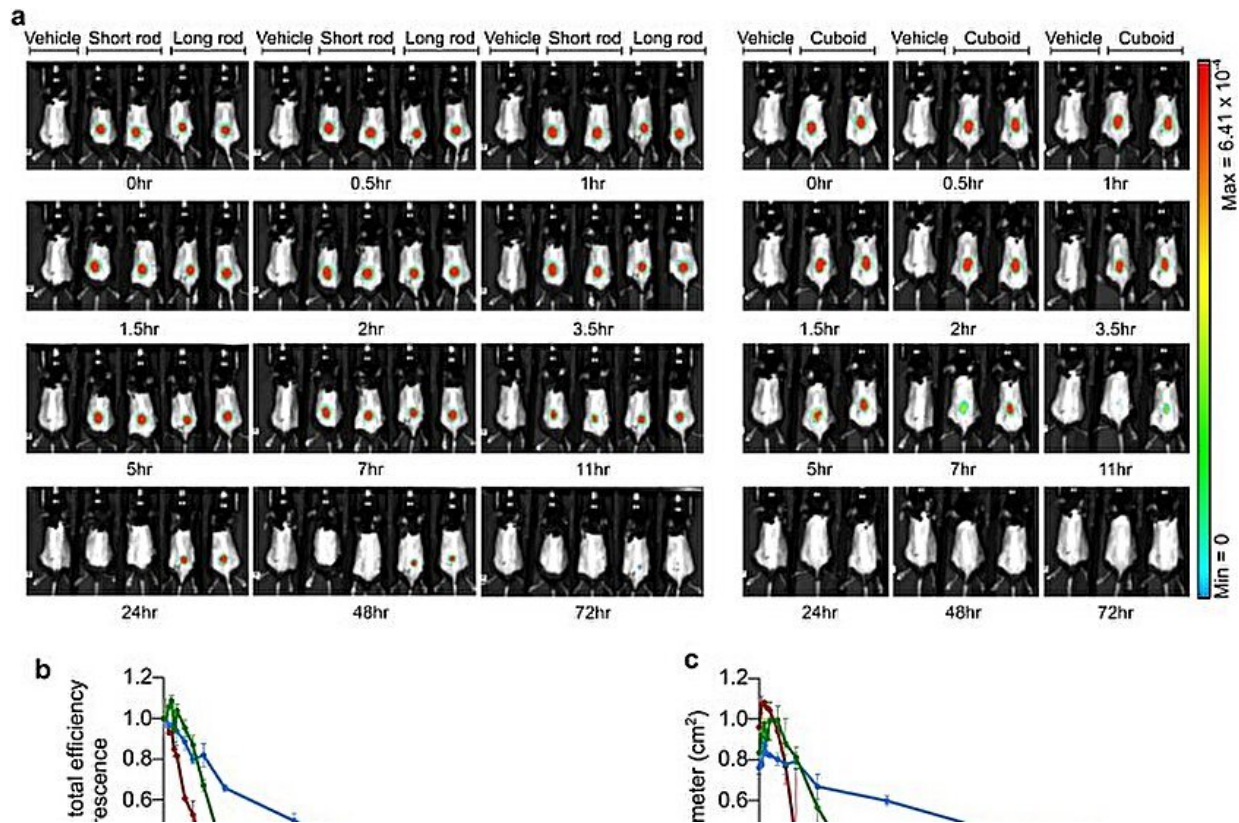 a
Vehicle Short rod Long rod Vehicle Short rod Long rod Vehicle Short rod Long rod Vehicle Cuboid Vehicle Cuboid Vehicle Cuboid
0hr 0.5hr 1hr 0hr 0.5hr 1hr
1.5hr 2hr 3.5hr 1.5hr 2hr 3.5hr
5hr 7hr 11hr 5hr 7hr 11hr
24hr 48hr 72hr 24hr 48hr 72hr
Max = 6.41 x 10⁻⁴
Min = 0
b
total efficiency
rescence
1.2
1.0
0.8
0.6
c
meter (cm²)
1.2
1.0
0.8
0.6